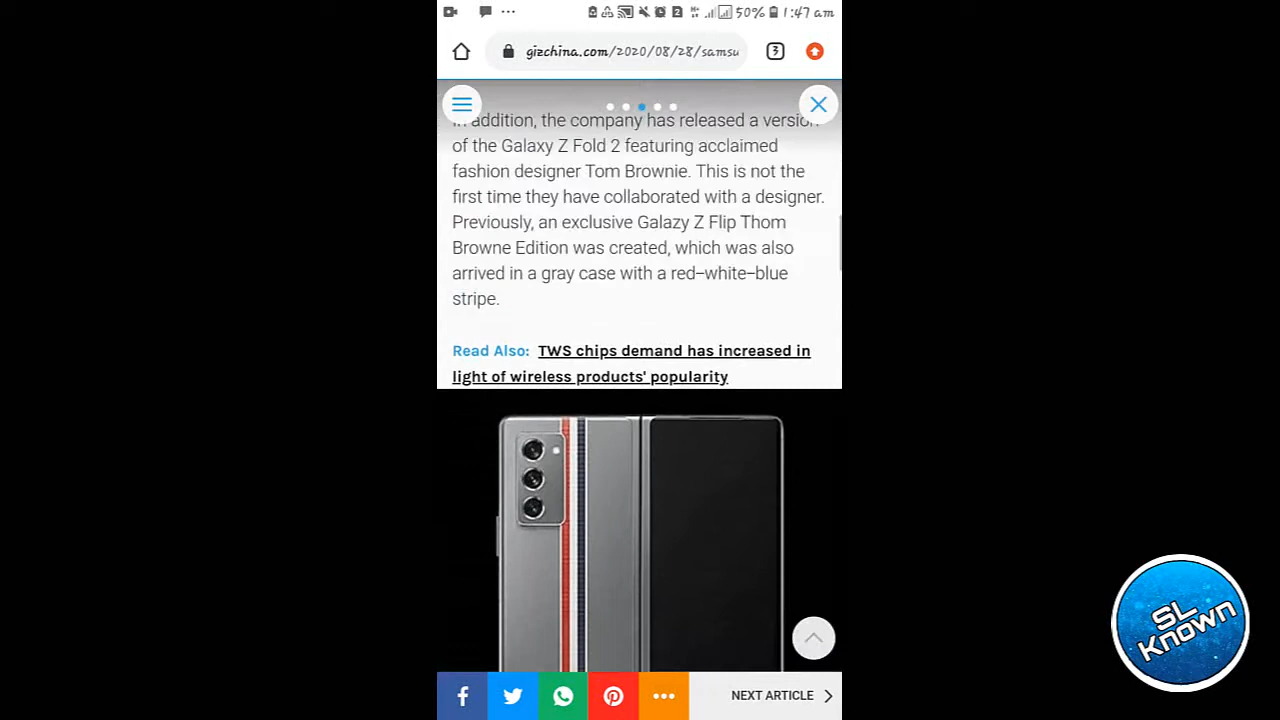 50% 1:47 am
gizchina.com/2020/08/28/samsu
3
In addition, the company has released a version
of the Galaxy Z Fold 2 featuring acclaimed
fashion designer Tom Brownie. This is not the
first time they have collaborated with a designer.
Previously, an exclusive Galazy Z Flip Thom
Browne Edition was created, which was also
arrived in a gray case with a red-white-blue
stripe.
Read Also: TWS chips demand has increased in
light of wireless products' popularity
NEXT ARTICLE
SL
Known